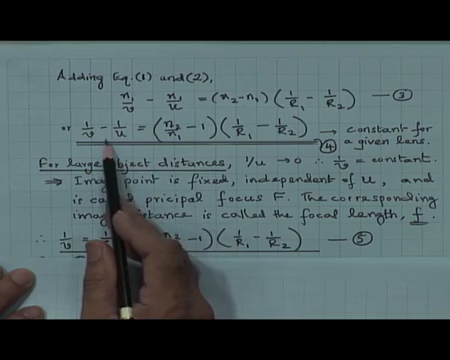 Adding Eq.(1) and (2),
n₁/v - n₁/u = (n₂-n₁) (1/R₁ - 1/R₂) — ③
or 1/v - 1/u = (n₂/n₁ - 1) (1/R₁ - 1/R₂) → constant for
④ a given lens.
For large object distances, 1/u → 0 ∴ 1/v = constant.
⇒ Image point is fixed, independent of u, and
is called pricipal focus F. The corresponding
image distance is called the focal length, f.
∴ 1/v = - 1) (1/R₁ - 1/R₂) — ⑤